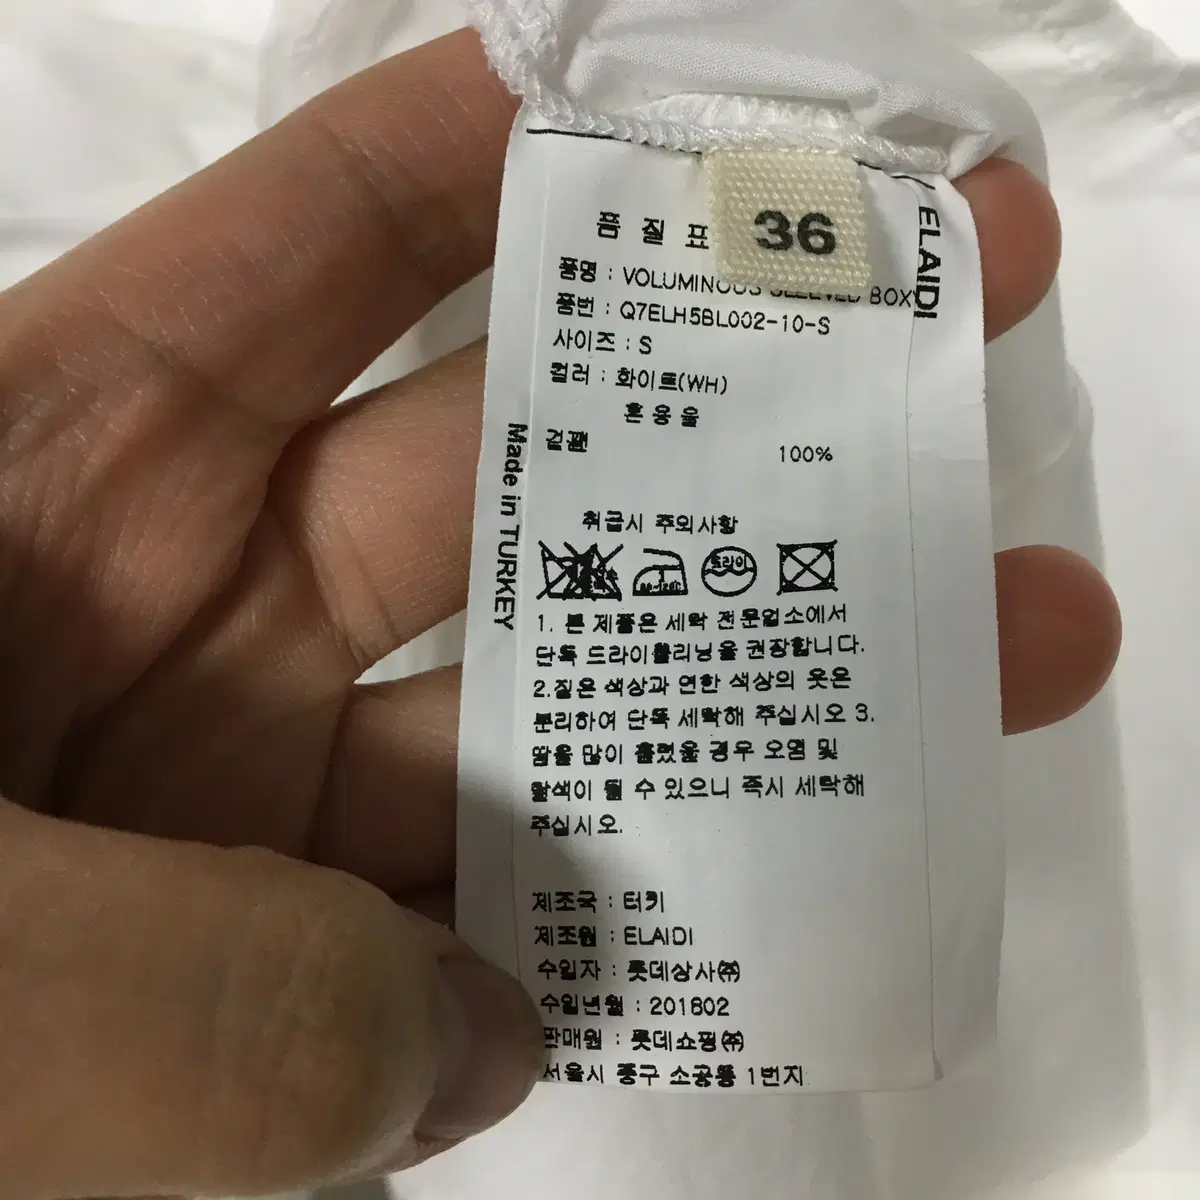 36
ELAIDI
품 질 표
품명 : VOLUMINOUS SLEEVED BOXY
품번 : Q7ELH5BL002-10-S
사이즈 : S
컬러 : 화이트(WH)
혼 용 율
겉감 100%
Made in TURKEY
취급시 주의사항
드라이
1. 본 제품은 세탁 전문업소에서
단독 드라이클리닝을 권장합니다.
2.짙은 색상과 연한 색상의 옷은
분리하여 단독 세탁해 주십시오 3.
땀을 많이 흘렸을 경우 오염 및
탈색이 될 수 있으니 즉시 세탁해
주십시오.
제조국 : 터키
제조원 : ELAIDI
수입자 : 롯데상사㈜
수입년월 : 201802
판매원 : 롯데쇼핑㈜
서울시 중구 소공동 1번지